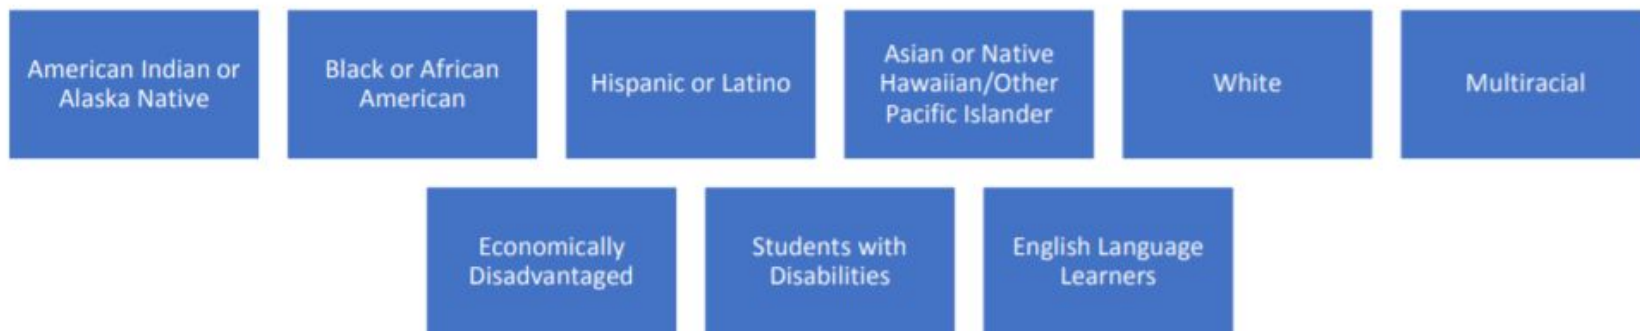 American Indian or
Alaska Native
Black or African
American
Hispanic or Latino
Asian or Native
Hawaiian/Other
Pacific Islander
White
Multiracial
Economically
Disadvantaged
Students with
Disabilities
English Language
Learners